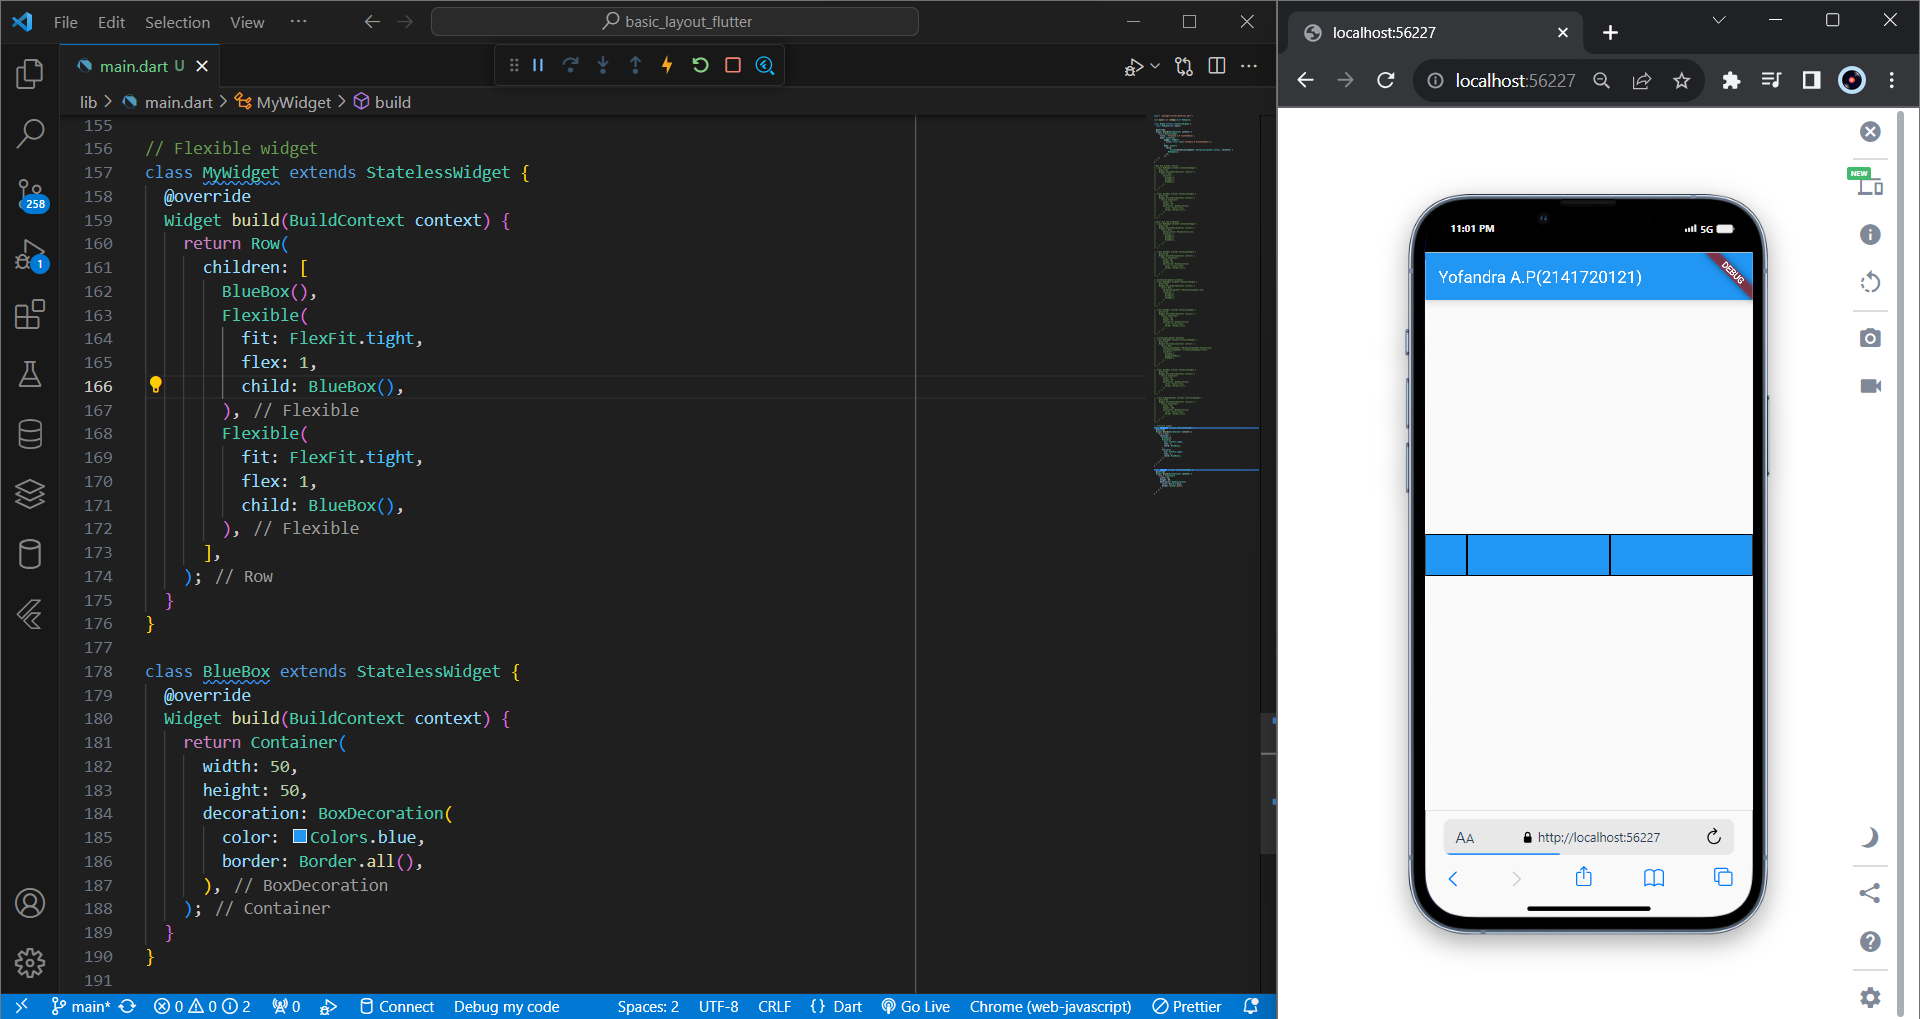 File Edit Selection View ··· basic_layout_flutter
main.dart U
lib > main.dart > MyWidget > build
155
156 // Flexible widget
157 class MyWidget extends StatelessWidget {
158 @override
159 Widget build(BuildContext context) {
160 return Row(
161 children: [
162 BlueBox(),
163 Flexible(
164 fit: FlexFit.tight,
165 flex: 1,
166 child: BlueBox(),
167 ), // Flexible
168 Flexible(
169 fit: FlexFit.tight,
170 flex: 1,
171 child: BlueBox(),
172 ), // Flexible
173 ],
174 ); // Row
175 }
176 }
177
178 class BlueBox extends StatelessWidget {
179 @override
180 Widget build(BuildContext context) {
181 return Container(
182 width: 50,
183 height: 50,
184 decoration: BoxDecoration(
185 color: Colors.blue,
186 border: Border.all(),
187 ), // BoxDecoration
188 ); // Container
189 }
190 }
191
258
1
main* 0 0 2 0 Connect Debug my code Spaces: 2 UTF-8 CRLF {} Dart Go Live Chrome (web-javascript) Prettier
localhost:56227
localhost:56227
NEW
11:01 PM 5G
Yofandra A.P(2141720121)
DEBUG
AA http://localhost:56227